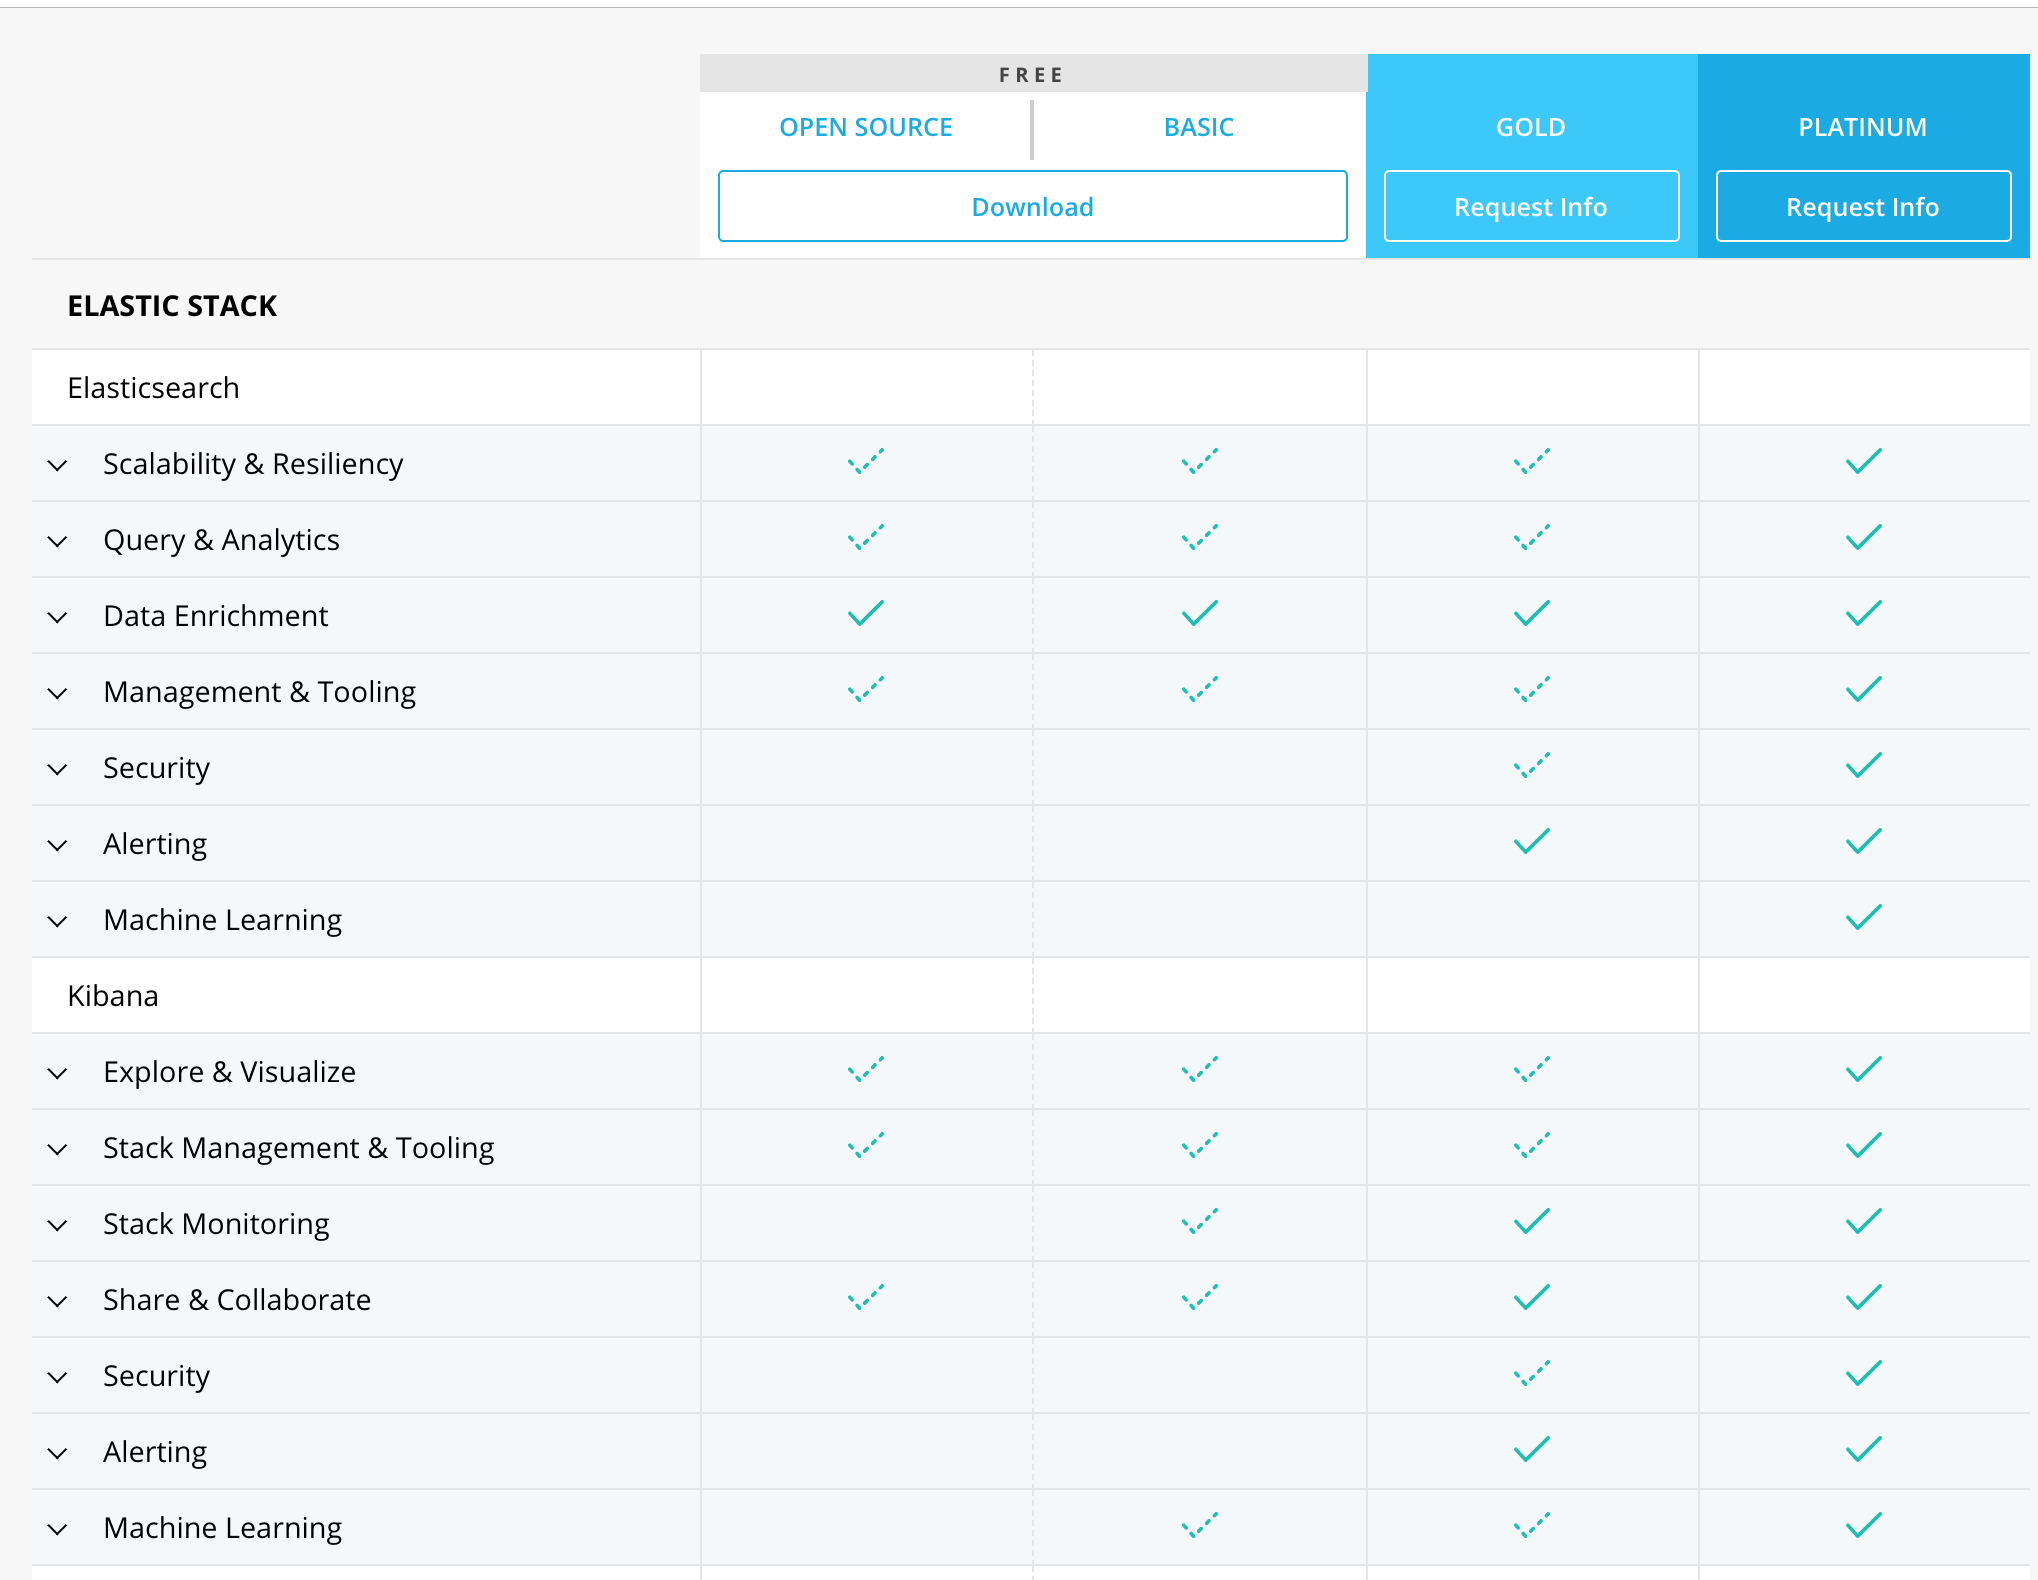 FREE
OPEN SOURCE
BASIC
GOLD
PLATINUM
Download
Request Info
Request Info
ELASTIC STACK
Elasticsearch
Scalability & Resiliency
Query & Analytics
Data Enrichment
Management & Tooling
Security
Alerting
Machine Learning
Kibana
Explore & Visualize
Stack Management & Tooling
Stack Monitoring
Share & Collaborate
Security
Alerting
Machine Learning